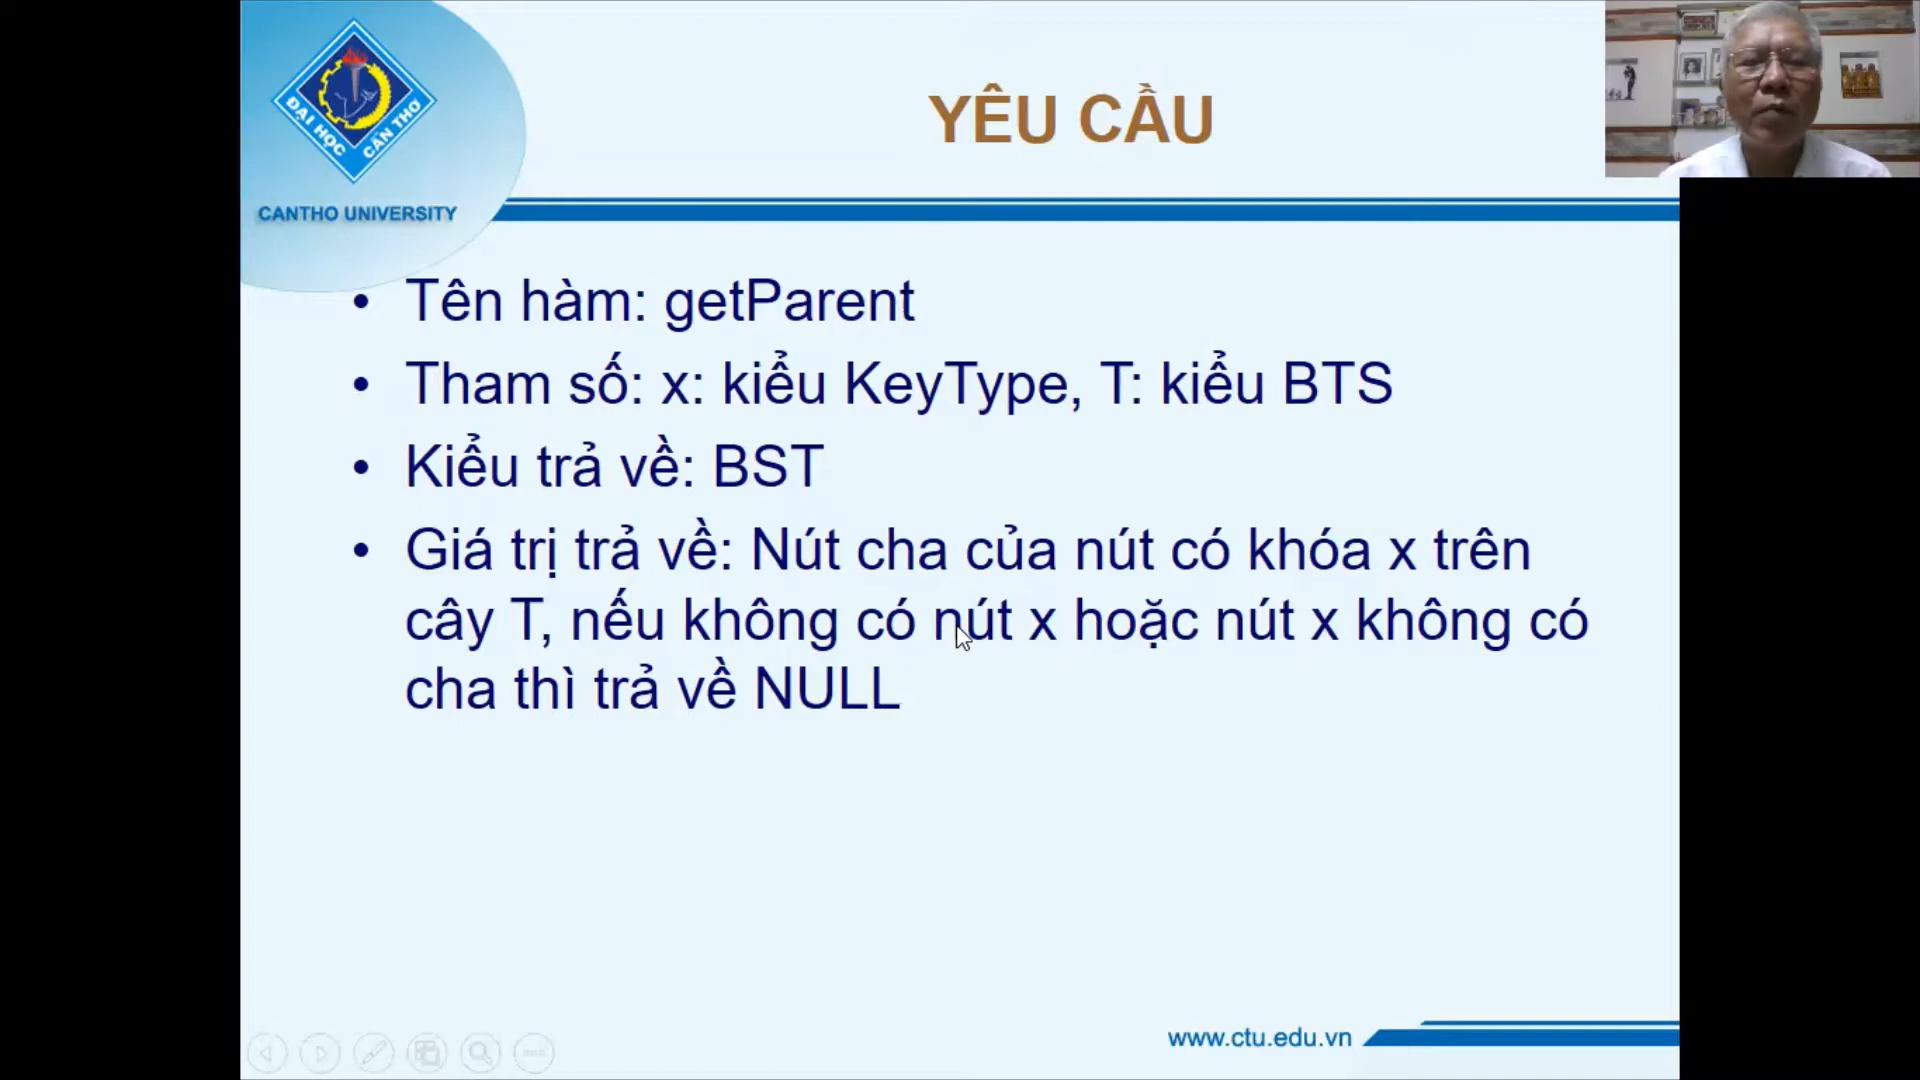 ĐẠI HỌC
CẦN THƠ
CANTHO UNIVERSITY
YÊU CẦU
• Tên hàm: getParent
• Tham số: x: kiểu KeyType, T: kiểu BTS
• Kiểu trả về: BST
• Giá trị trả về: Nút cha của nút có khóa x trên
cây T, nếu không có nút x hoặc nút x không có
cha thì trả về NULL
www.ctu.edu.vn